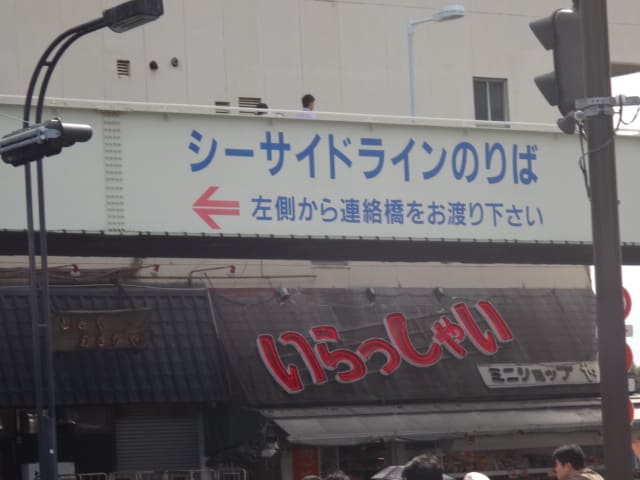 シーサイドラインのりば
左側から連絡橋をお渡り下さい
いらっしゃい
ミニショップ